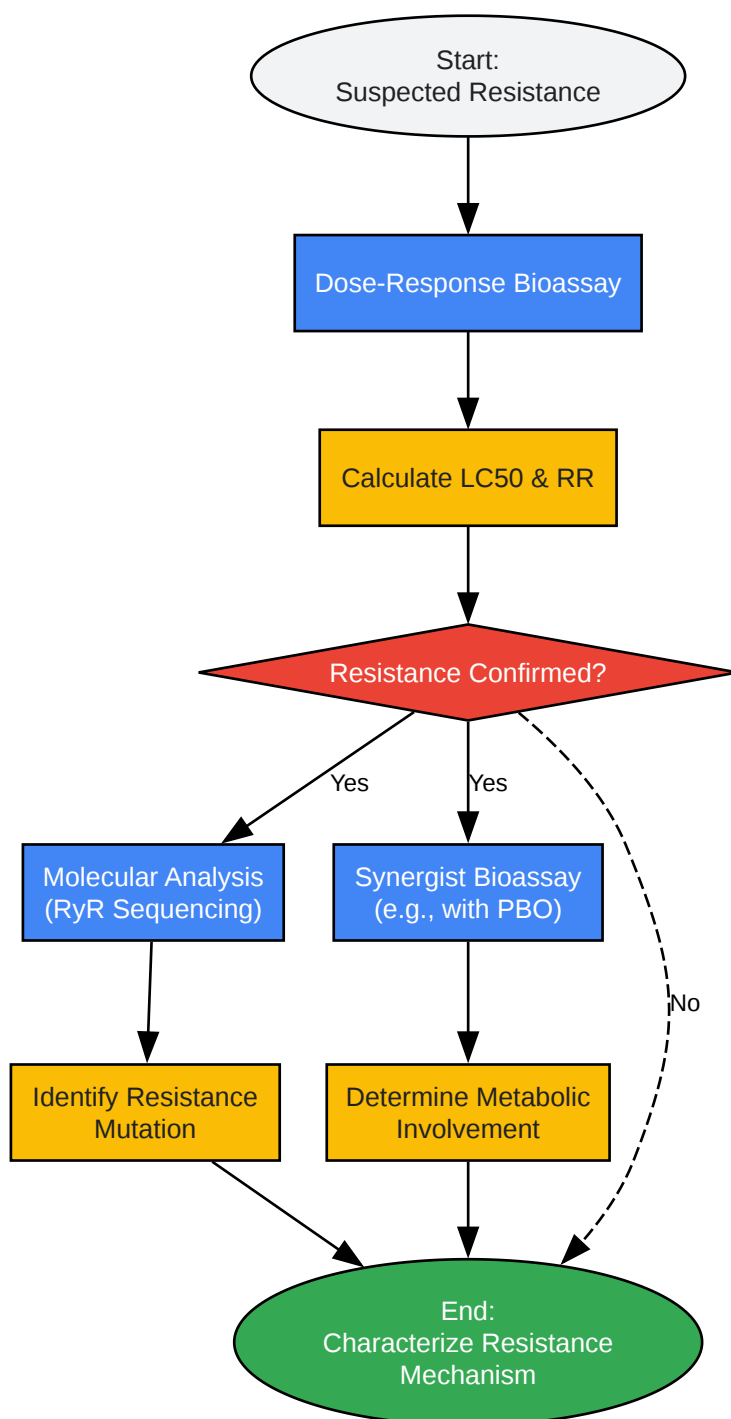 Start:
Suspected Resistance
Dose-Response Bioassay
Calculate LC50 & RR
Resistance Confirmed?
Yes
Yes
Molecular Analysis
(RyR Sequencing)
Synergist Bioassay
(e.g., with PBO)
No
Identify Resistance
Mutation
Determine Metabolic
Involvement
End:
Characterize Resistance
Mechanism